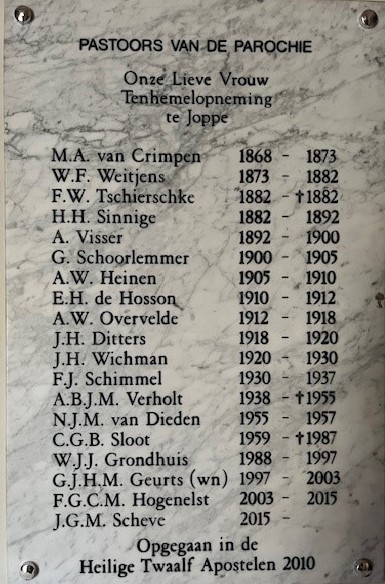 PASTOORS VAN DE PAROCHIE
Onze Lieve Vrouw
Tenhemelopneming
te Joppe
M.A. van Crimpen 1868 - 1873
W.F. Weitjens 1873 - 1882
F.W. Tschierschke 1882 - †1882
H.H. Sinnige 1882 - 1892
A. Visser 1892 - 1900
G. Schoorlemmer 1900 - 1905
A.W. Heinen 1905 - 1910
E.H. de Hosson 1910 - 1912
A.W. Overvelde 1912 - 1918
J.H. Ditters 1918 - 1920
J.H. Wichman 1920 - 1930
F.J. Schimmel 1930 - 1937
A.B.J.M. Verholt 1938 - †1955
N.J.M. van Dieden 1955 - 1957
C.G.B. Sloot 1959 - †1987
W.J.J. Grondhuis 1988 - 1997
G.J.H.M. Geurts (wn) 1997 - 2003
F.G.C.M. Hogenelst 2003 - 2015
J.G.M. Scheve 2015 -
Opgegaan in de
Heilige Twaalf Apostelen 2010